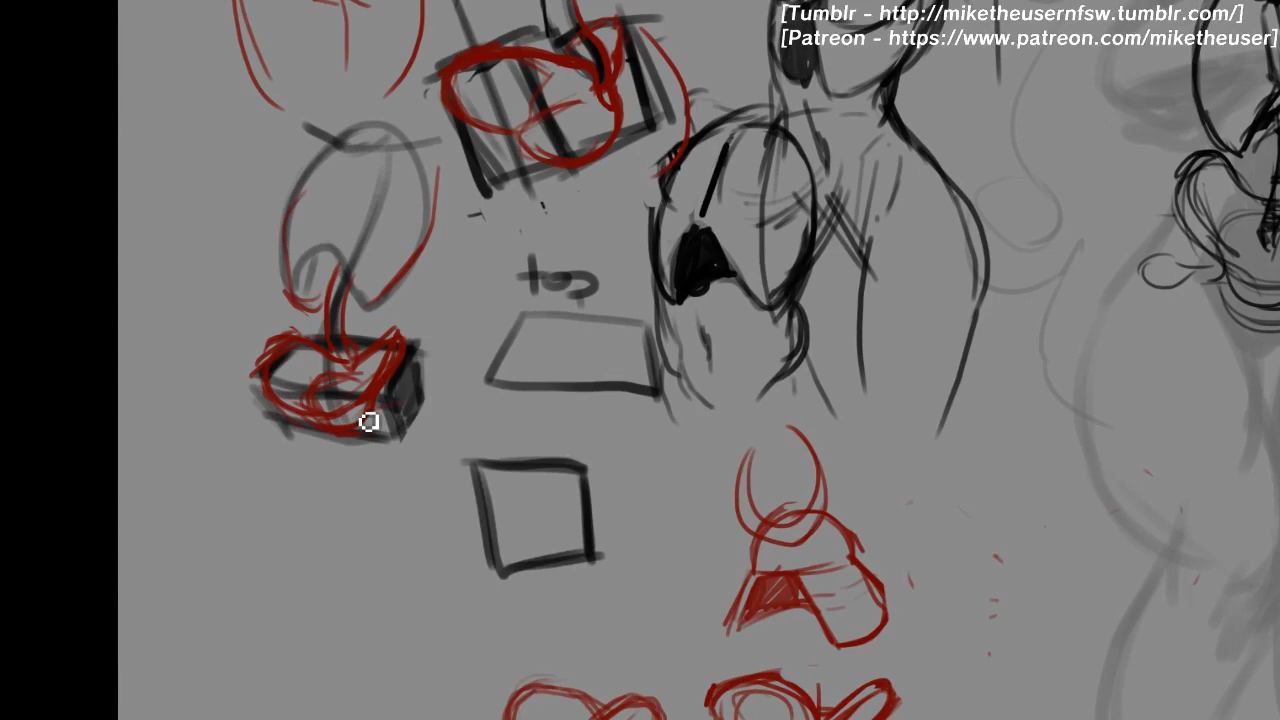 [Tumblr - http://miketheusernfsw.tumblr.com/]
[Patreon - https://www.patreon.com/miketheuser]
top